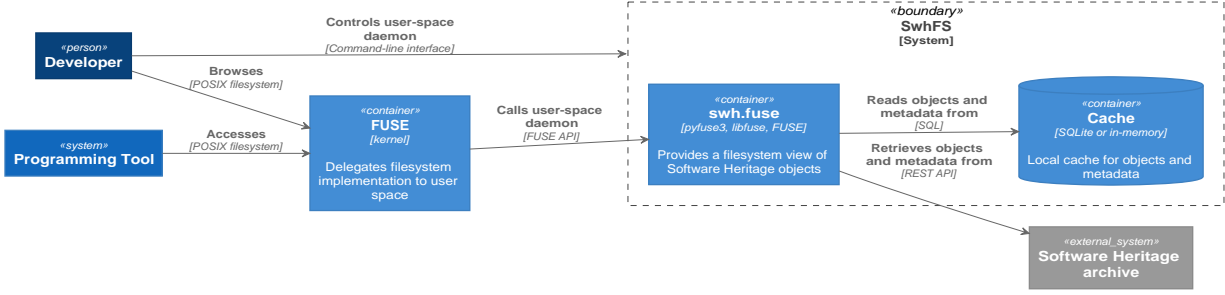 «boundary»
SwhFS
[System]
«person»
Developer
Controls user-space
daemon
[Command-line interface]
Browses
[POSIX filesystem]
«system»
Programming Tool
Accesses
[POSIX filesystem]
«container»
FUSE
[kernel]
Delegates filesystem
implementation to user
space
Calls user-space
daemon
[FUSE API]
«container»
swh.fuse
[pyfuse3, libfuse, FUSE]
Provides a filesystem view of
Software Heritage objects
Reads objects and
metadata from
[SQL]
Retrieves objects
and metadata from
[REST API]
«container»
Cache
[SQLite or in-memory]
Local cache for objects and
metadata
«external_system»
Software Heritage
archive